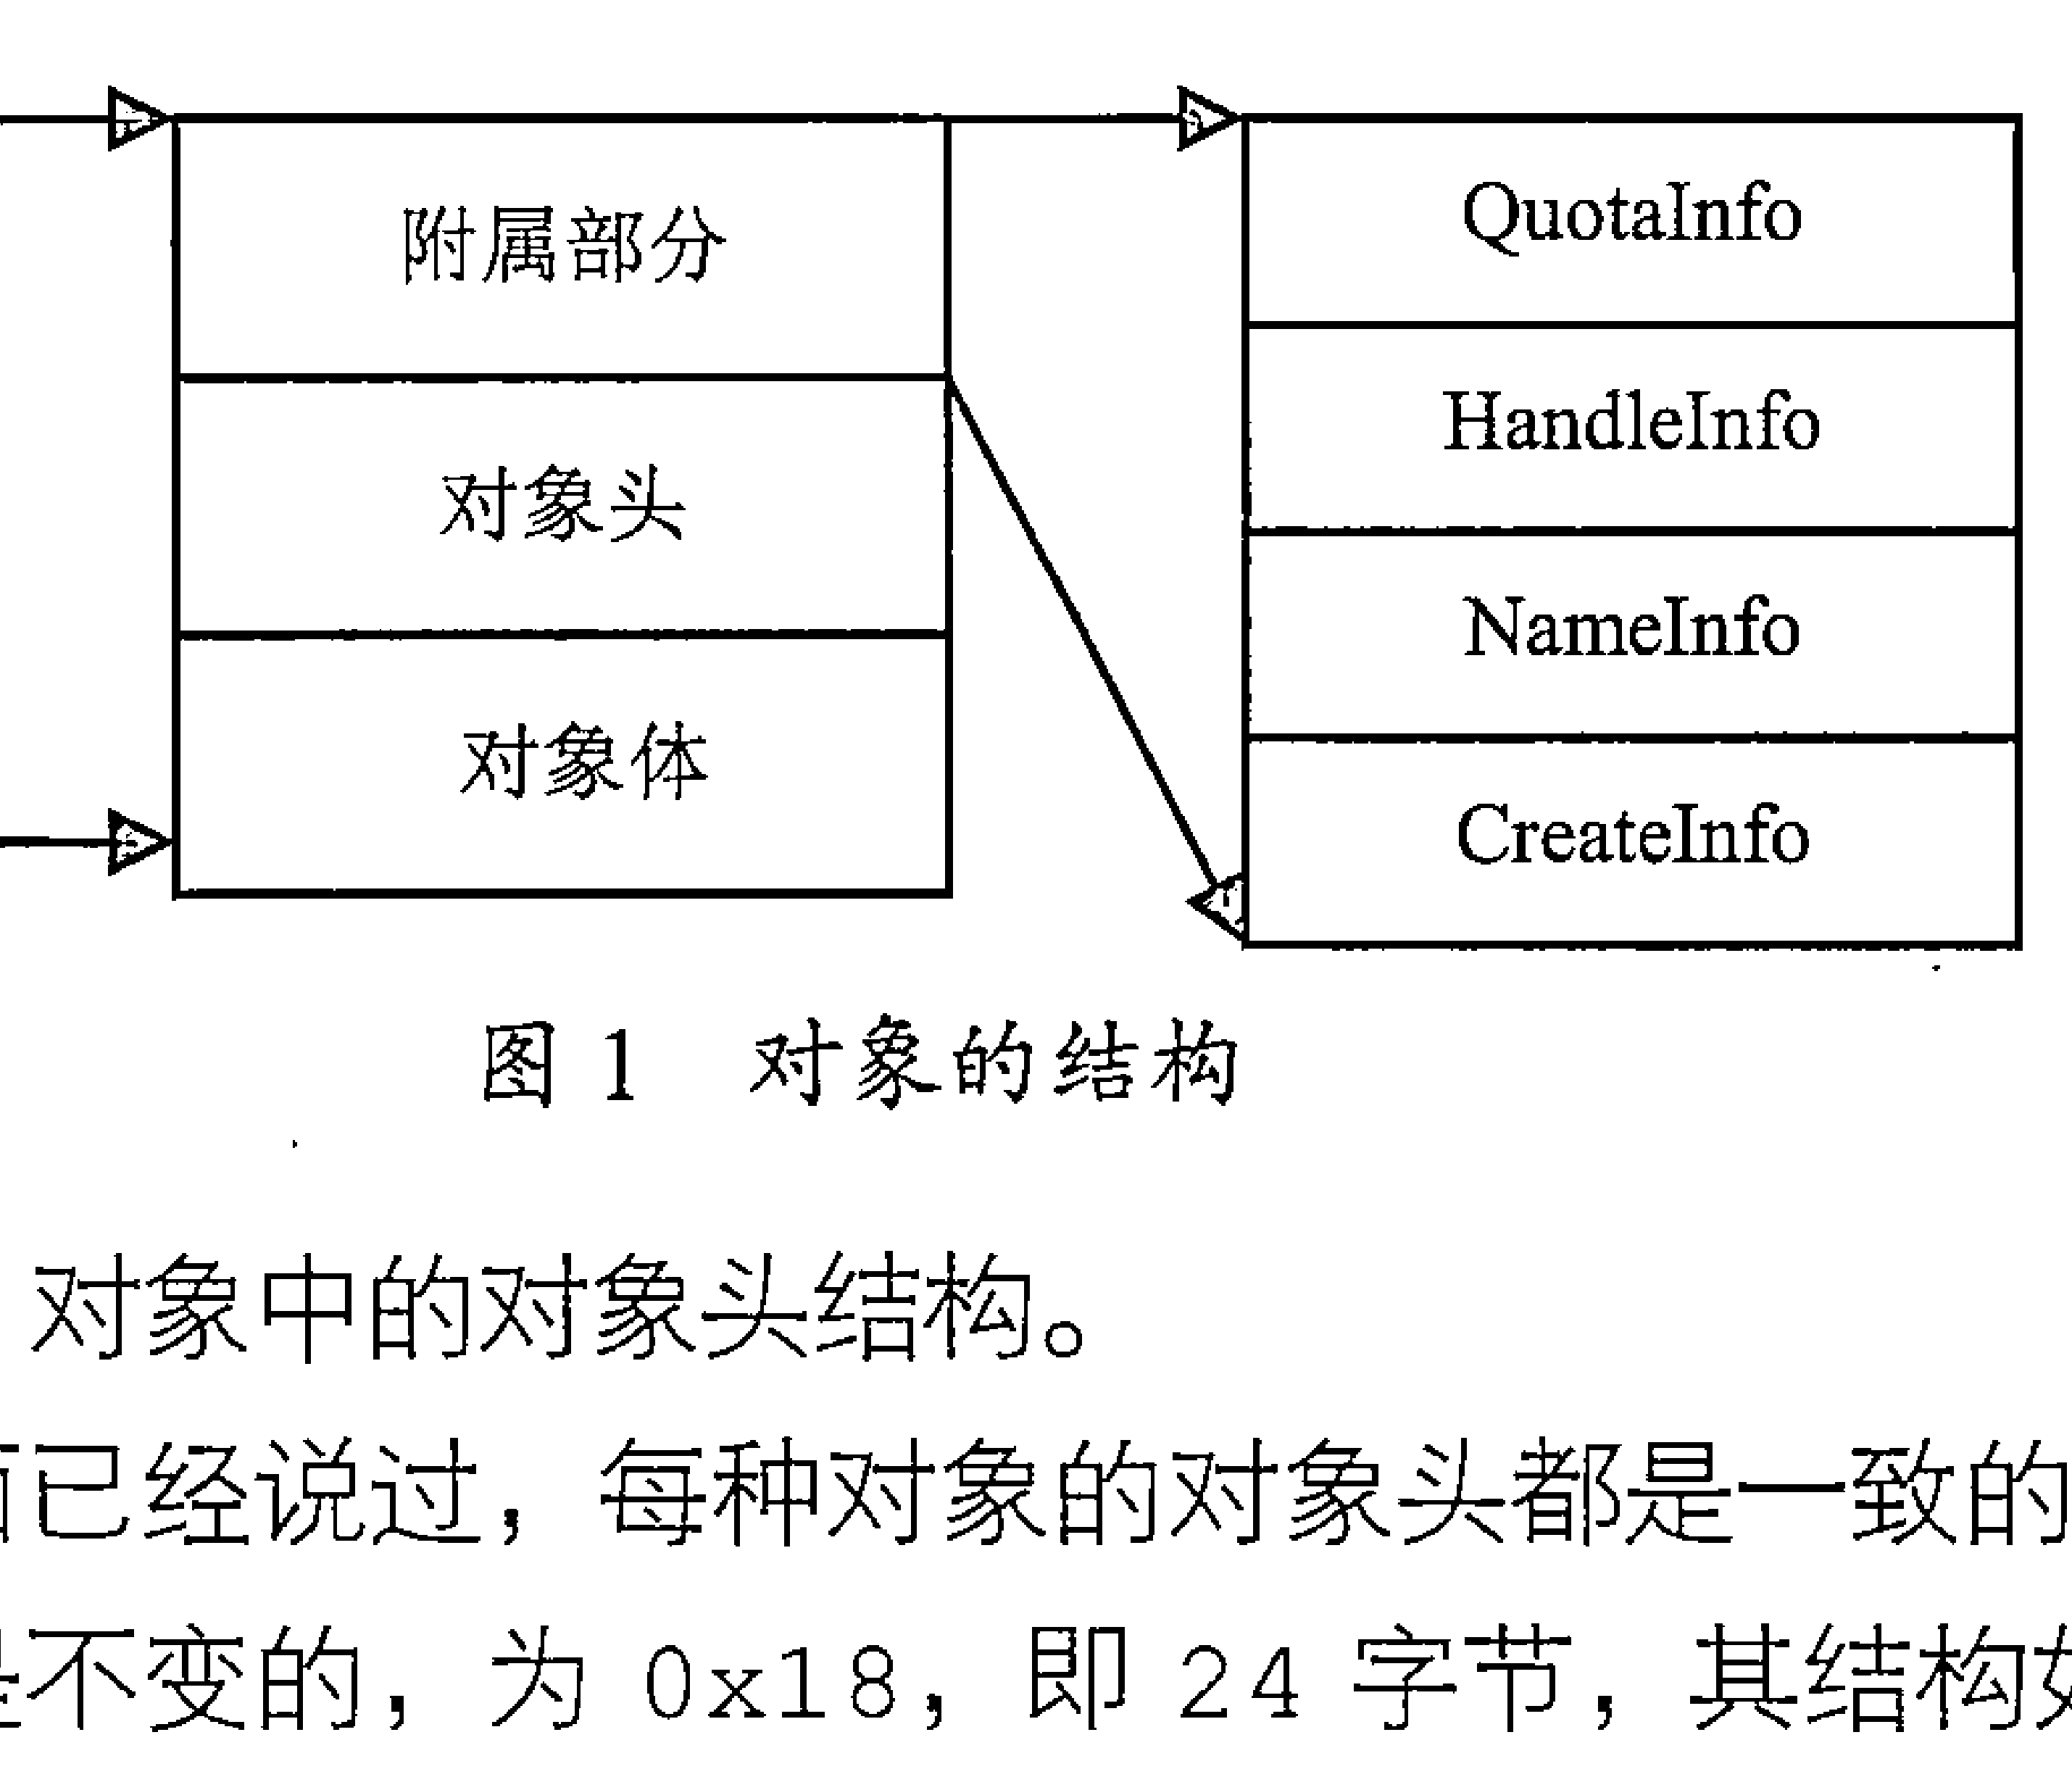 附属部分
对象头
对象体
QuotaInfo
HandleInfo
NameInfo
CreateInfo
图1 对象的结构
对象中的对象头结构。
已经说过，每种对象的对象头都是一致的
不变的，为 0x18，即 24 字节，其结构